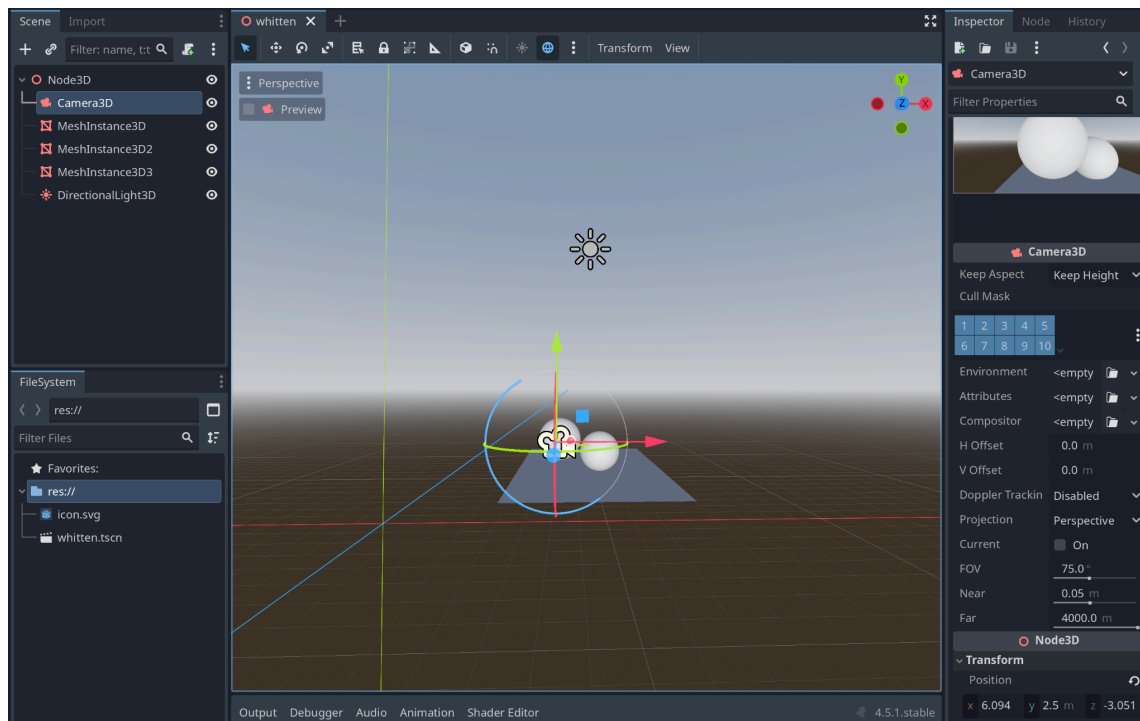 Scene Import
Filter: name, t:t
Node3D
Camera3D
MeshInstance3D
MeshInstance3D2
MeshInstance3D3
DirectionalLight3D
FileSystem
res://
Filter Files
Favorites:
res://
icon.svg
whitten.tscn
whitten
Transform View
Perspective
Preview
Y
Z X
Output Debugger Audio Animation Shader Editor
4.5.1.stable
Inspector Node History
Camera3D
Filter Properties
Camera3D
Keep Aspect Keep Height
Cull Mask
1 2 3 4 5
6 7 8 9 10
Environment <empty
Attributes <empty
Compositor <empty
H Offset 0.0 m
V Offset 0.0 m
Doppler Trackin Disabled
Projection Perspective
Current On
FOV 75.0 °
Near 0.05 m
Far 4000.0 m
Node3D
Transform
Position
x 6.094 y 2.5 m z -3.051